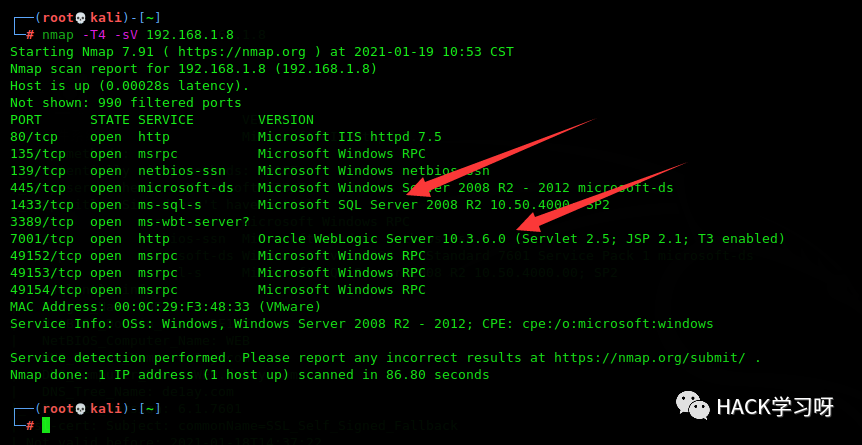 ┌──(root💀kali)-[~]
└─# nmap -T4 -sV 192.168.1.8
Starting Nmap 7.91 ( https://nmap.org ) at 2021-01-19 10:53 CST
Nmap scan report for 192.168.1.8 (192.168.1.8)
Host is up (0.00028s latency).
Not shown: 990 filtered ports
PORT STATE SERVICE VERSION
80/tcp open http Microsoft IIS httpd 7.5
135/tcp open msrpc Microsoft Windows RPC
139/tcp open netbios-ssn Microsoft Windows netbios-ssn
445/tcp open microsoft-ds Microsoft Windows Server 2008 R2 - 2012 microsoft-ds
1433/tcp open ms-sql-s Microsoft SQL Server 2008 R2 10.50.4000; SP2
3389/tcp open ms-wbt-server?
7001/tcp open http Oracle WebLogic Server 10.3.6.0 (Servlet 2.5; JSP 2.1; T3 enabled)
49152/tcp open msrpc Microsoft Windows RPC
49153/tcp open msrpc Microsoft Windows RPC
49154/tcp open msrpc Microsoft Windows RPC
MAC Address: 00:0C:29:F3:48:33 (VMware)
Service Info: OSs: Windows, Windows Server 2008 R2 - 2012; CPE: cpe:/o:microsoft:windows
Service detection performed. Please report any incorrect results at https://nmap.org/submit/ .
Nmap done: 1 IP address (1 host up) scanned in 86.80 seconds
┌──(root💀kali)-[~]
└─#
HACK学习呀